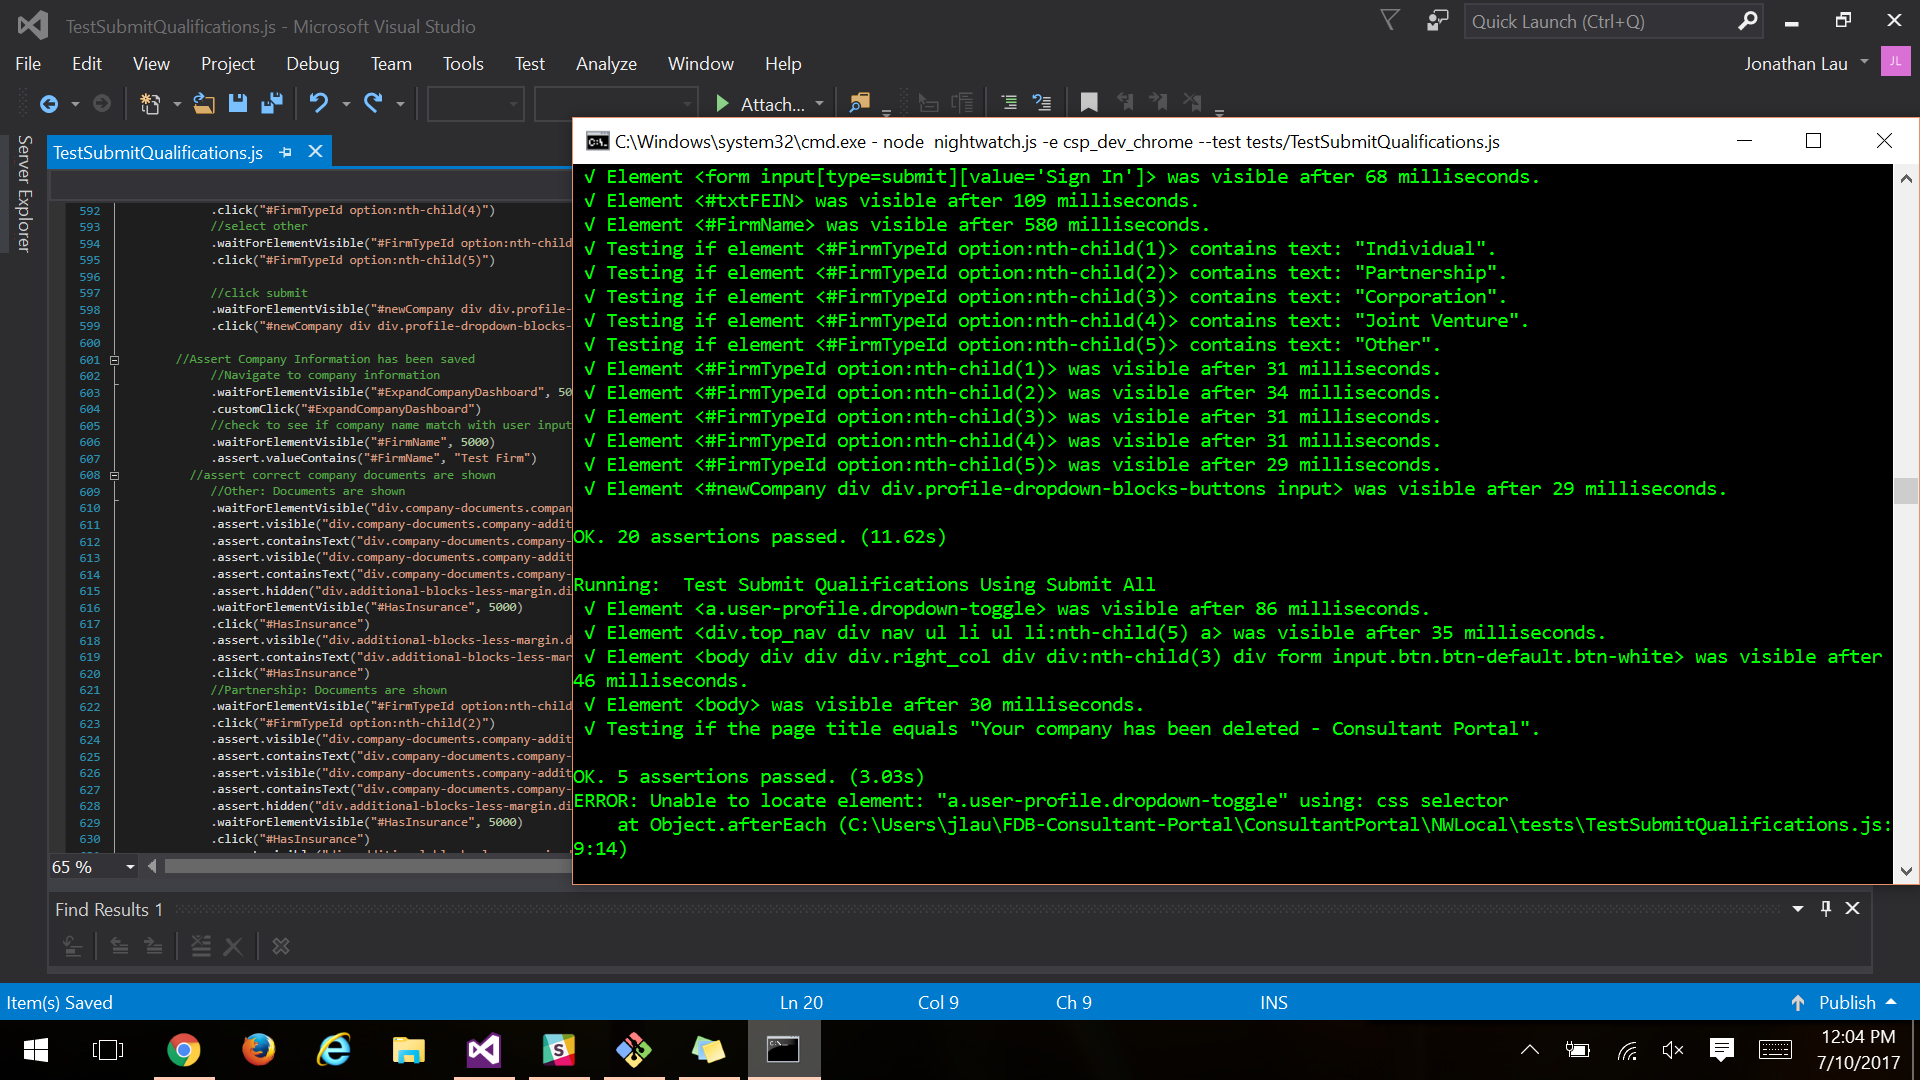 TestSubmitQualifications.js - Microsoft Visual Studio
Quick Launch (Ctrl+Q)
File Edit View Project Debug Team Tools Test Analyze Window Help
Jonathan Lau
JL
Attach...
Server Explorer
TestSubmitQualifications.js
592 .click("#FirmTypeId option:nth-child(4)")
593 //select other
594 .waitForElementVisible("#FirmTypeId option:nth-child
595 .click("#FirmTypeId option:nth-child(5)")
596
597 //click submit
598 .waitForElementVisible("#newCompany div div.profile-
599 .click("#newCompany div div.profile-dropdown-blocks-
600
601 //Assert Company Information has been saved
602 //Navigate to company information
603 .waitForElementVisible("#ExpandCompanyDashboard", 50
604 .customClick("#ExpandCompanyDashboard")
605 //check to see if company name match with user input
606 .waitForElementVisible("#FirmName", 5000)
607 .assert.valueContains("#FirmName", "Test Firm")
608 //assert correct company documents are shown
609 //Other: Documents are shown
610 .waitForElementVisible("div.company-documents.compan
611 .assert.visible("div.company-documents.company-addit
612 .assert.containsText("div.company-documents.company-
613 .assert.visible("div.company-documents.company-addit
614 .assert.containsText("div.company-documents.company-
615 .assert.hidden("div.additional-blocks-less-margin.di
616 .waitForElementVisible("#HasInsurance", 5000)
617 .click("#HasInsurance")
618 .assert.visible("div.additional-blocks-less-margin.d
619 .assert.containsText("div.additional-blocks-less-mar
620 .click("#HasInsurance")
621 //Partnership: Documents are shown
622 .waitForElementVisible("#FirmTypeId option:nth-child
623 .click("#FirmTypeId option:nth-child(2)")
624 .assert.visible("div.company-documents.company-addit
625 .assert.containsText("div.company-documents.company-
626 .assert.visible("div.company-documents.company-addit
627 .assert.containsText("div.company-documents.company-
628 .assert.hidden("div.additional-blocks-less-margin.di
629 .waitForElementVisible("#HasInsurance", 5000)
630 .click("#HasInsurance")
65 %
C:\Windows\system32\cmd.exe - node nightwatch.js -e csp_dev_chrome --test tests/TestSubmitQualifications.js
√ Element <form input[type=submit][value='Sign In']> was visible after 68 milliseconds.
√ Element <#txtFEIN> was visible after 109 milliseconds.
√ Element <#FirmName> was visible after 580 milliseconds.
√ Testing if element <#FirmTypeId option:nth-child(1)> contains text: "Individual".
√ Testing if element <#FirmTypeId option:nth-child(2)> contains text: "Partnership".
√ Testing if element <#FirmTypeId option:nth-child(3)> contains text: "Corporation".
√ Testing if element <#FirmTypeId option:nth-child(4)> contains text: "Joint Venture".
√ Testing if element <#FirmTypeId option:nth-child(5)> contains text: "Other".
√ Element <#FirmTypeId option:nth-child(1)> was visible after 31 milliseconds.
√ Element <#FirmTypeId option:nth-child(2)> was visible after 34 milliseconds.
√ Element <#FirmTypeId option:nth-child(3)> was visible after 31 milliseconds.
√ Element <#FirmTypeId option:nth-child(4)> was visible after 31 milliseconds.
√ Element <#FirmTypeId option:nth-child(5)> was visible after 29 milliseconds.
√ Element <#newCompany div div.profile-dropdown-blocks-buttons input> was visible after 29 milliseconds.
OK. 20 assertions passed. (11.62s)
Running: Test Submit Qualifications Using Submit All
√ Element <a.user-profile.dropdown-toggle> was visible after 86 milliseconds.
√ Element <div.top_nav div nav ul li ul li:nth-child(5) a> was visible after 35 milliseconds.
√ Element <body div div div.right_col div div:nth-child(3) div form input.btn.btn-default.btn-white> was visible after
46 milliseconds.
√ Element <body> was visible after 30 milliseconds.
√ Testing if the page title equals "Your company has been deleted - Consultant Portal".
OK. 5 assertions passed. (3.03s)
ERROR: Unable to locate element: "a.user-profile.dropdown-toggle" using: css selector
at Object.afterEach (C:\Users\jlau\FDB-Consultant-Portal\ConsultantPortal\NWLocal\tests\TestSubmitQualifications.js:
9:14)
Find Results 1
Item(s) Saved Ln 20 Col 9 Ch 9 INS Publish
12:04 PM
7/10/2017